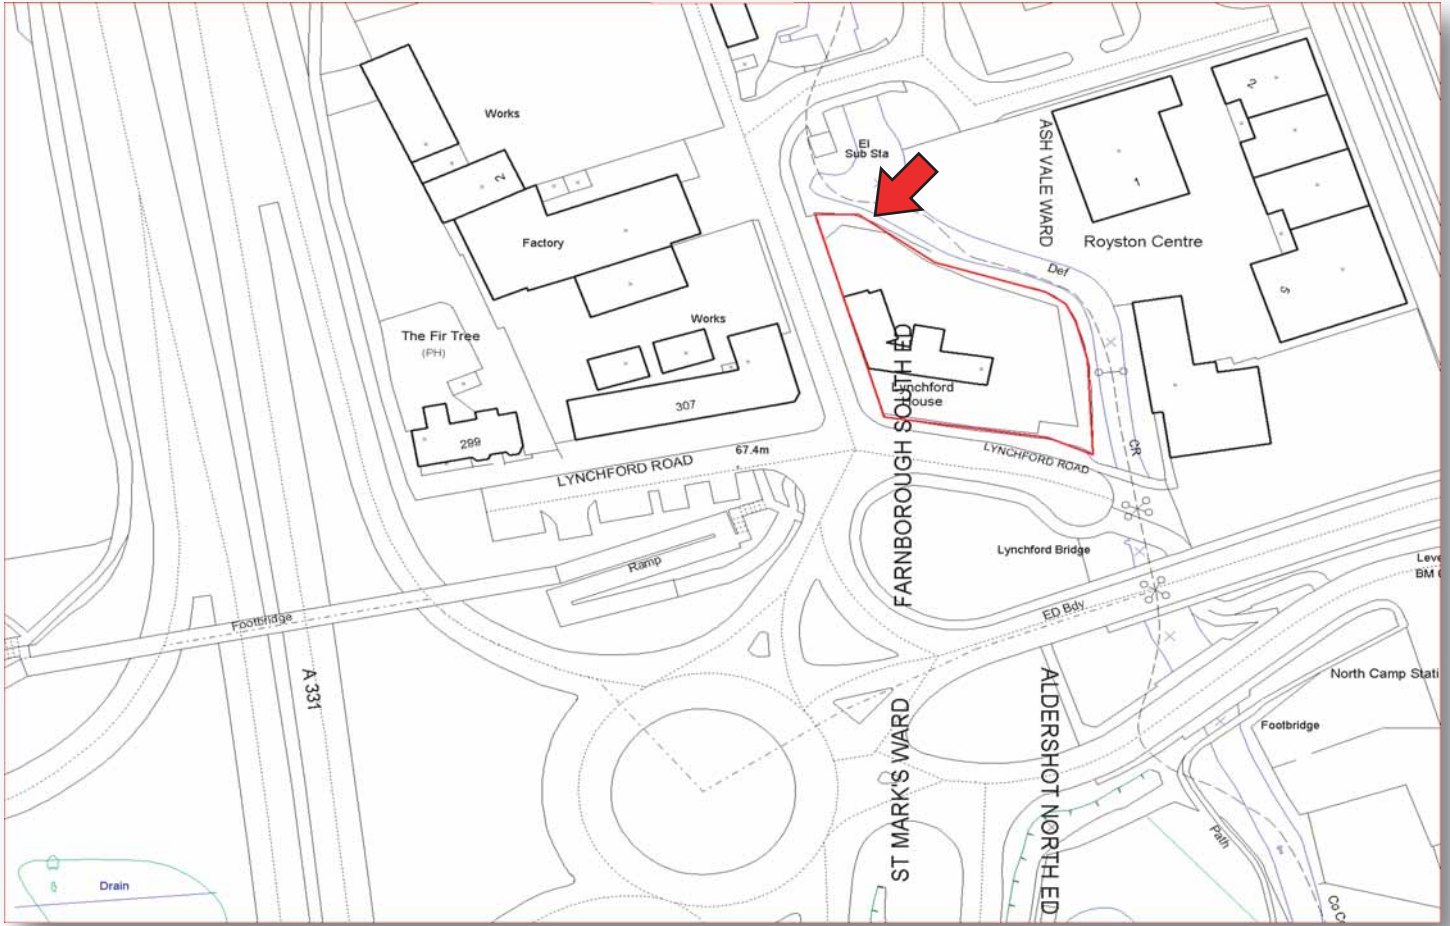 Works
2
Factory
Works
The Fir Tree
(PH)
299
307
LYNCHFORD ROAD
67.4m
El
Sub Sta
ASH VALE WARD
1
2
5
Royston Centre
Def
Lynchford
House
FARNBOROUGH SOUTH ED
LYNCHFORD ROAD
CR
Lynchford Bridge
ED Bdy
Ramp
Footbridge
A 331
ST MARK'S WARD
ALDERSHOT NORTH ED
Leve
BM
North Camp Stati
Footbridge
Path
Drain